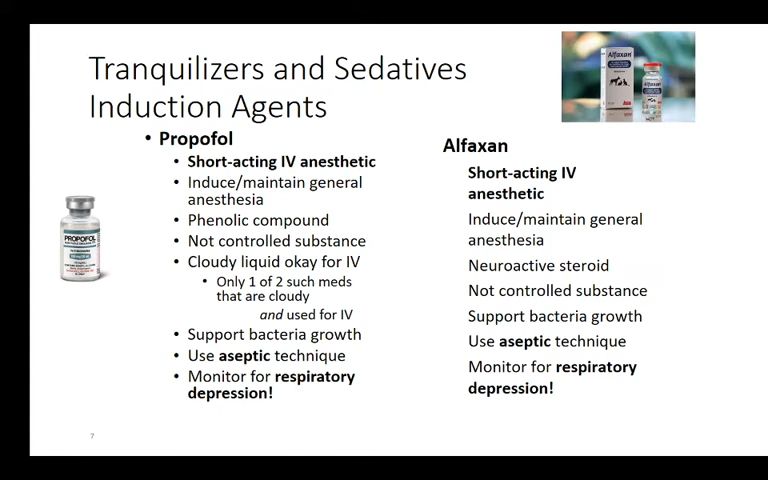 Tranquilizers and Sedatives
Induction Agents
• Propofol
• Short-acting IV anesthetic
• Induce/maintain general
anesthesia
• Phenolic compound
• Not controlled substance
• Cloudy liquid okay for IV
• Only 1 of 2 such meds
that are cloudy
and used for IV
• Support bacteria growth
• Use aseptic technique
• Monitor for respiratory
depression!
PROPOFOL
Alfaxan
Alfaxan
Short-acting IV
anesthetic
Induce/maintain general
anesthesia
Neuroactive steroid
Not controlled substance
Support bacteria growth
Use aseptic technique
Monitor for respiratory
depression!
7